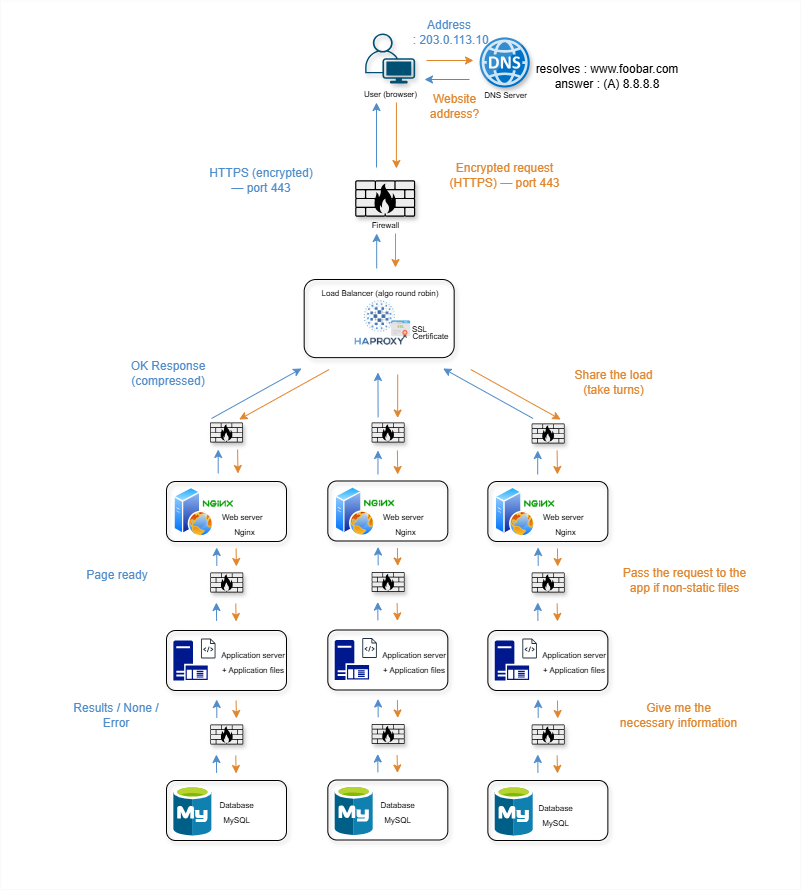 Address
: 203.0.113.10
DNS
resolves : www.foobar.com
answer : (A) 8.8.8.8
User (browser)
DNS Server
Website
address?
HTTPS (encrypted)
— port 443
Encrypted request
(HTTPS) — port 443
Firewall
Load Balancer (algo round robin)
SSL
HAPROXY
SSL
Certificate
OK Response
(compressed)
Share the load
(take turns)
NGINX
Web server
Nginx
NGINX
Web server
Nginx
NGINX
Web server
Nginx
Page ready
Pass the request to the
app if non-static files
</>
Application server
+ Application files
</>
Application server
+ Application files
</>
Application server
+ Application files
Results / None /
Error
Give me the
necessary information
My
Database
MySQL
My
Database
MySQL
My
Database
MySQL